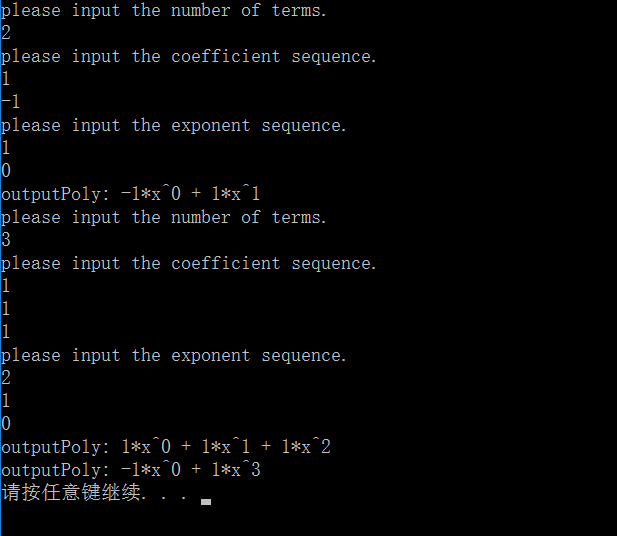 please input the number of terms.
2
please input the coefficient sequence.
1
-1
please input the exponent sequence.
1
0
outputPoly: -1*x^0 + 1*x^1
please input the number of terms.
3
please input the coefficient sequence.
1
1
1
please input the exponent sequence.
2
1
0
outputPoly: 1*x^0 + 1*x^1 + 1*x^2
outputPoly: -1*x^0 + 1*x^3
请按任意键继续. . .